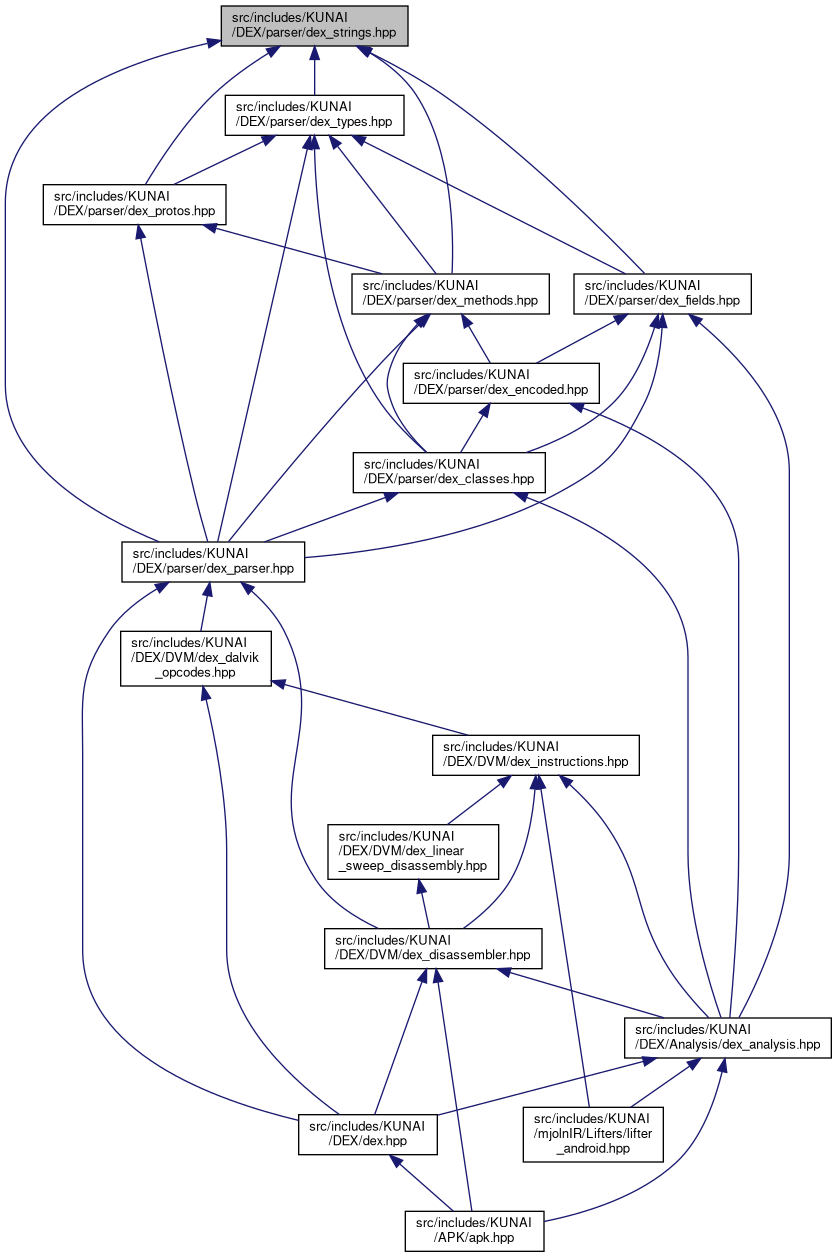 src/includes/KUNAI
/DEX/parser/dex_strings.hpp
src/includes/KUNAI
/DEX/parser/dex_types.hpp
src/includes/KUNAI
/DEX/parser/dex_protos.hpp
src/includes/KUNAI
/DEX/parser/dex_methods.hpp
src/includes/KUNAI
/DEX/parser/dex_fields.hpp
src/includes/KUNAI
/DEX/parser/dex_encoded.hpp
src/includes/KUNAI
/DEX/parser/dex_classes.hpp
src/includes/KUNAI
/DEX/parser/dex_parser.hpp
src/includes/KUNAI
/DEX/DVM/dex_dalvik
_opcodes.hpp
src/includes/KUNAI
/DEX/DVM/dex_instructions.hpp
src/includes/KUNAI
/DEX/DVM/dex_linear
_sweep_disassembly.hpp
src/includes/KUNAI
/DEX/DVM/dex_disassembler.hpp
src/includes/KUNAI
/DEX/Analysis/dex_analysis.hpp
src/includes/KUNAI
/DEX/dex.hpp
src/includes/KUNAI
/mjolnIR/Lifters/lifter
_android.hpp
src/includes/KUNAI
/APK/apk.hpp